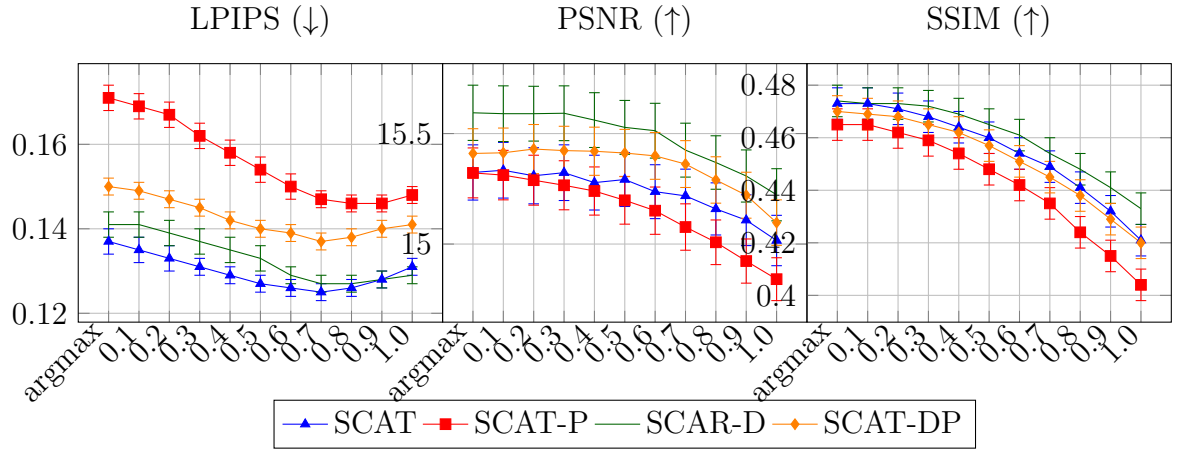 LPIPS (↓)
PSNR (↑)
SSIM (↑)
0.16
0.14
0.12
argmax 0.1 0.2 0.3 0.4 0.5 0.6 0.7 0.8 0.9 1.0
15.5
15
argmax 0.1 0.2 0.3 0.4 0.5 0.6 0.7 0.8 0.9 1.0
0.48
0.46
0.44
0.42
0.4
argmax 0.1 0.2 0.3 0.4 0.5 0.6 0.7 0.8 0.9 1.0
SCAT SCAT-P SCAR-D SCAT-DP